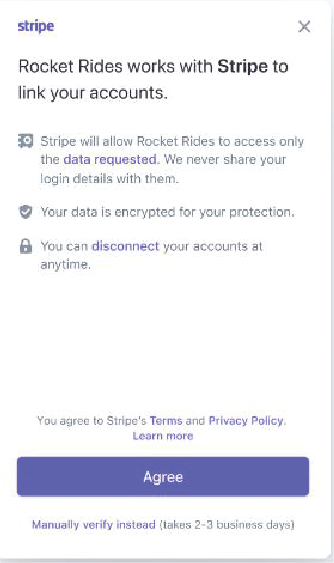 stripe
Rocket Rides works with Stripe to
link your accounts.
Stripe will allow Rocket Rides to access only
the data requested. We never share your
login details with them.
Your data is encrypted for your protection.
You can disconnect your accounts at
anytime.
You agree to Stripe's Terms and Privacy Policy.
Learn more
Agree
Manually verify instead (takes 2-3 business days)